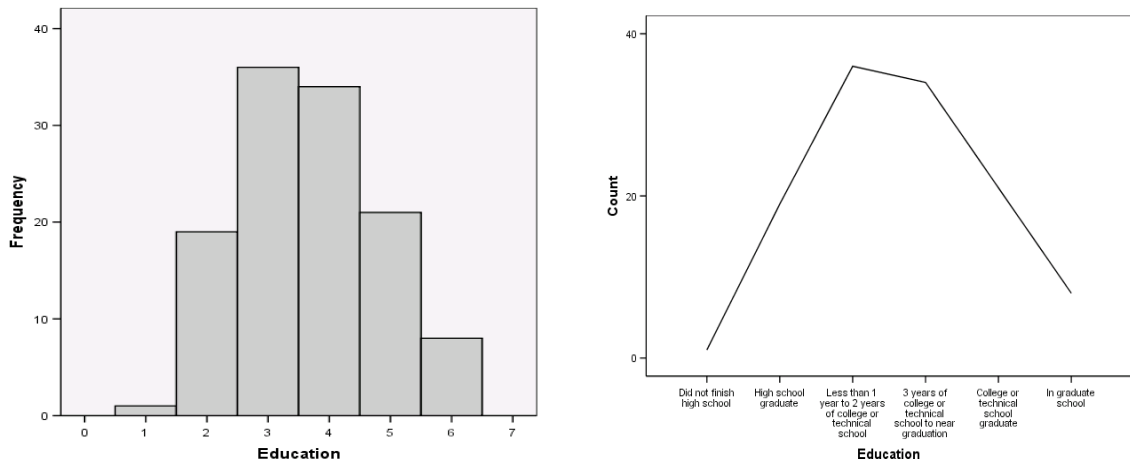 40
30
20
10
0
Frequency
0 1 2 3 4 5 6 7
Education
40
20
0
Count
Did not finish
high school
High school
graduate
Less than 1
year to 2 years
of college or
technical
school
3 years of
college or
technical
school to near
graduation
College or
technical
school
graduate
In graduate
school
Education